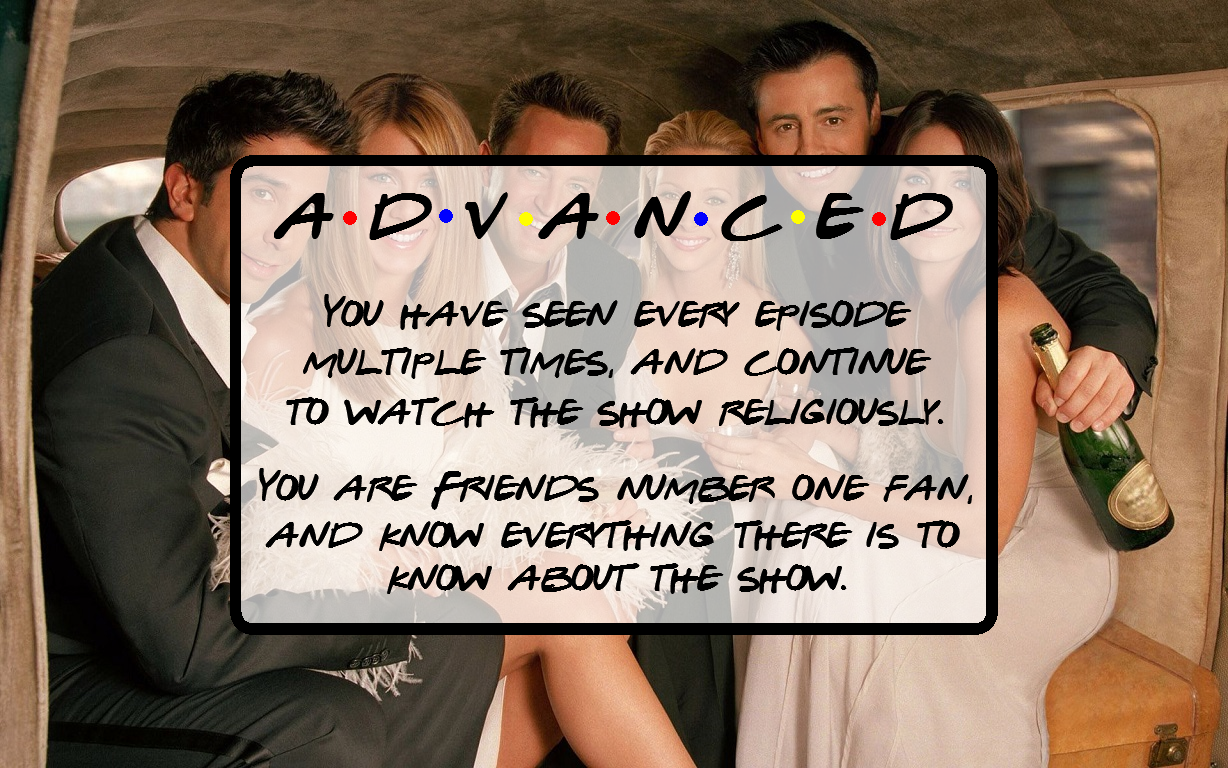 A•D•V•A•N•C•E•D
YOU HAVE SEEN EVERY EPISODE
MULTIPLE TIMES, AND CONTINUE
TO WATCH THE SHOW RELIGIOUSLY.
YOU ARE FRIENDS NUMBER ONE FAN,
AND KNOW EVERYTHING THERE IS TO
KNOW ABOUT THE SHOW.